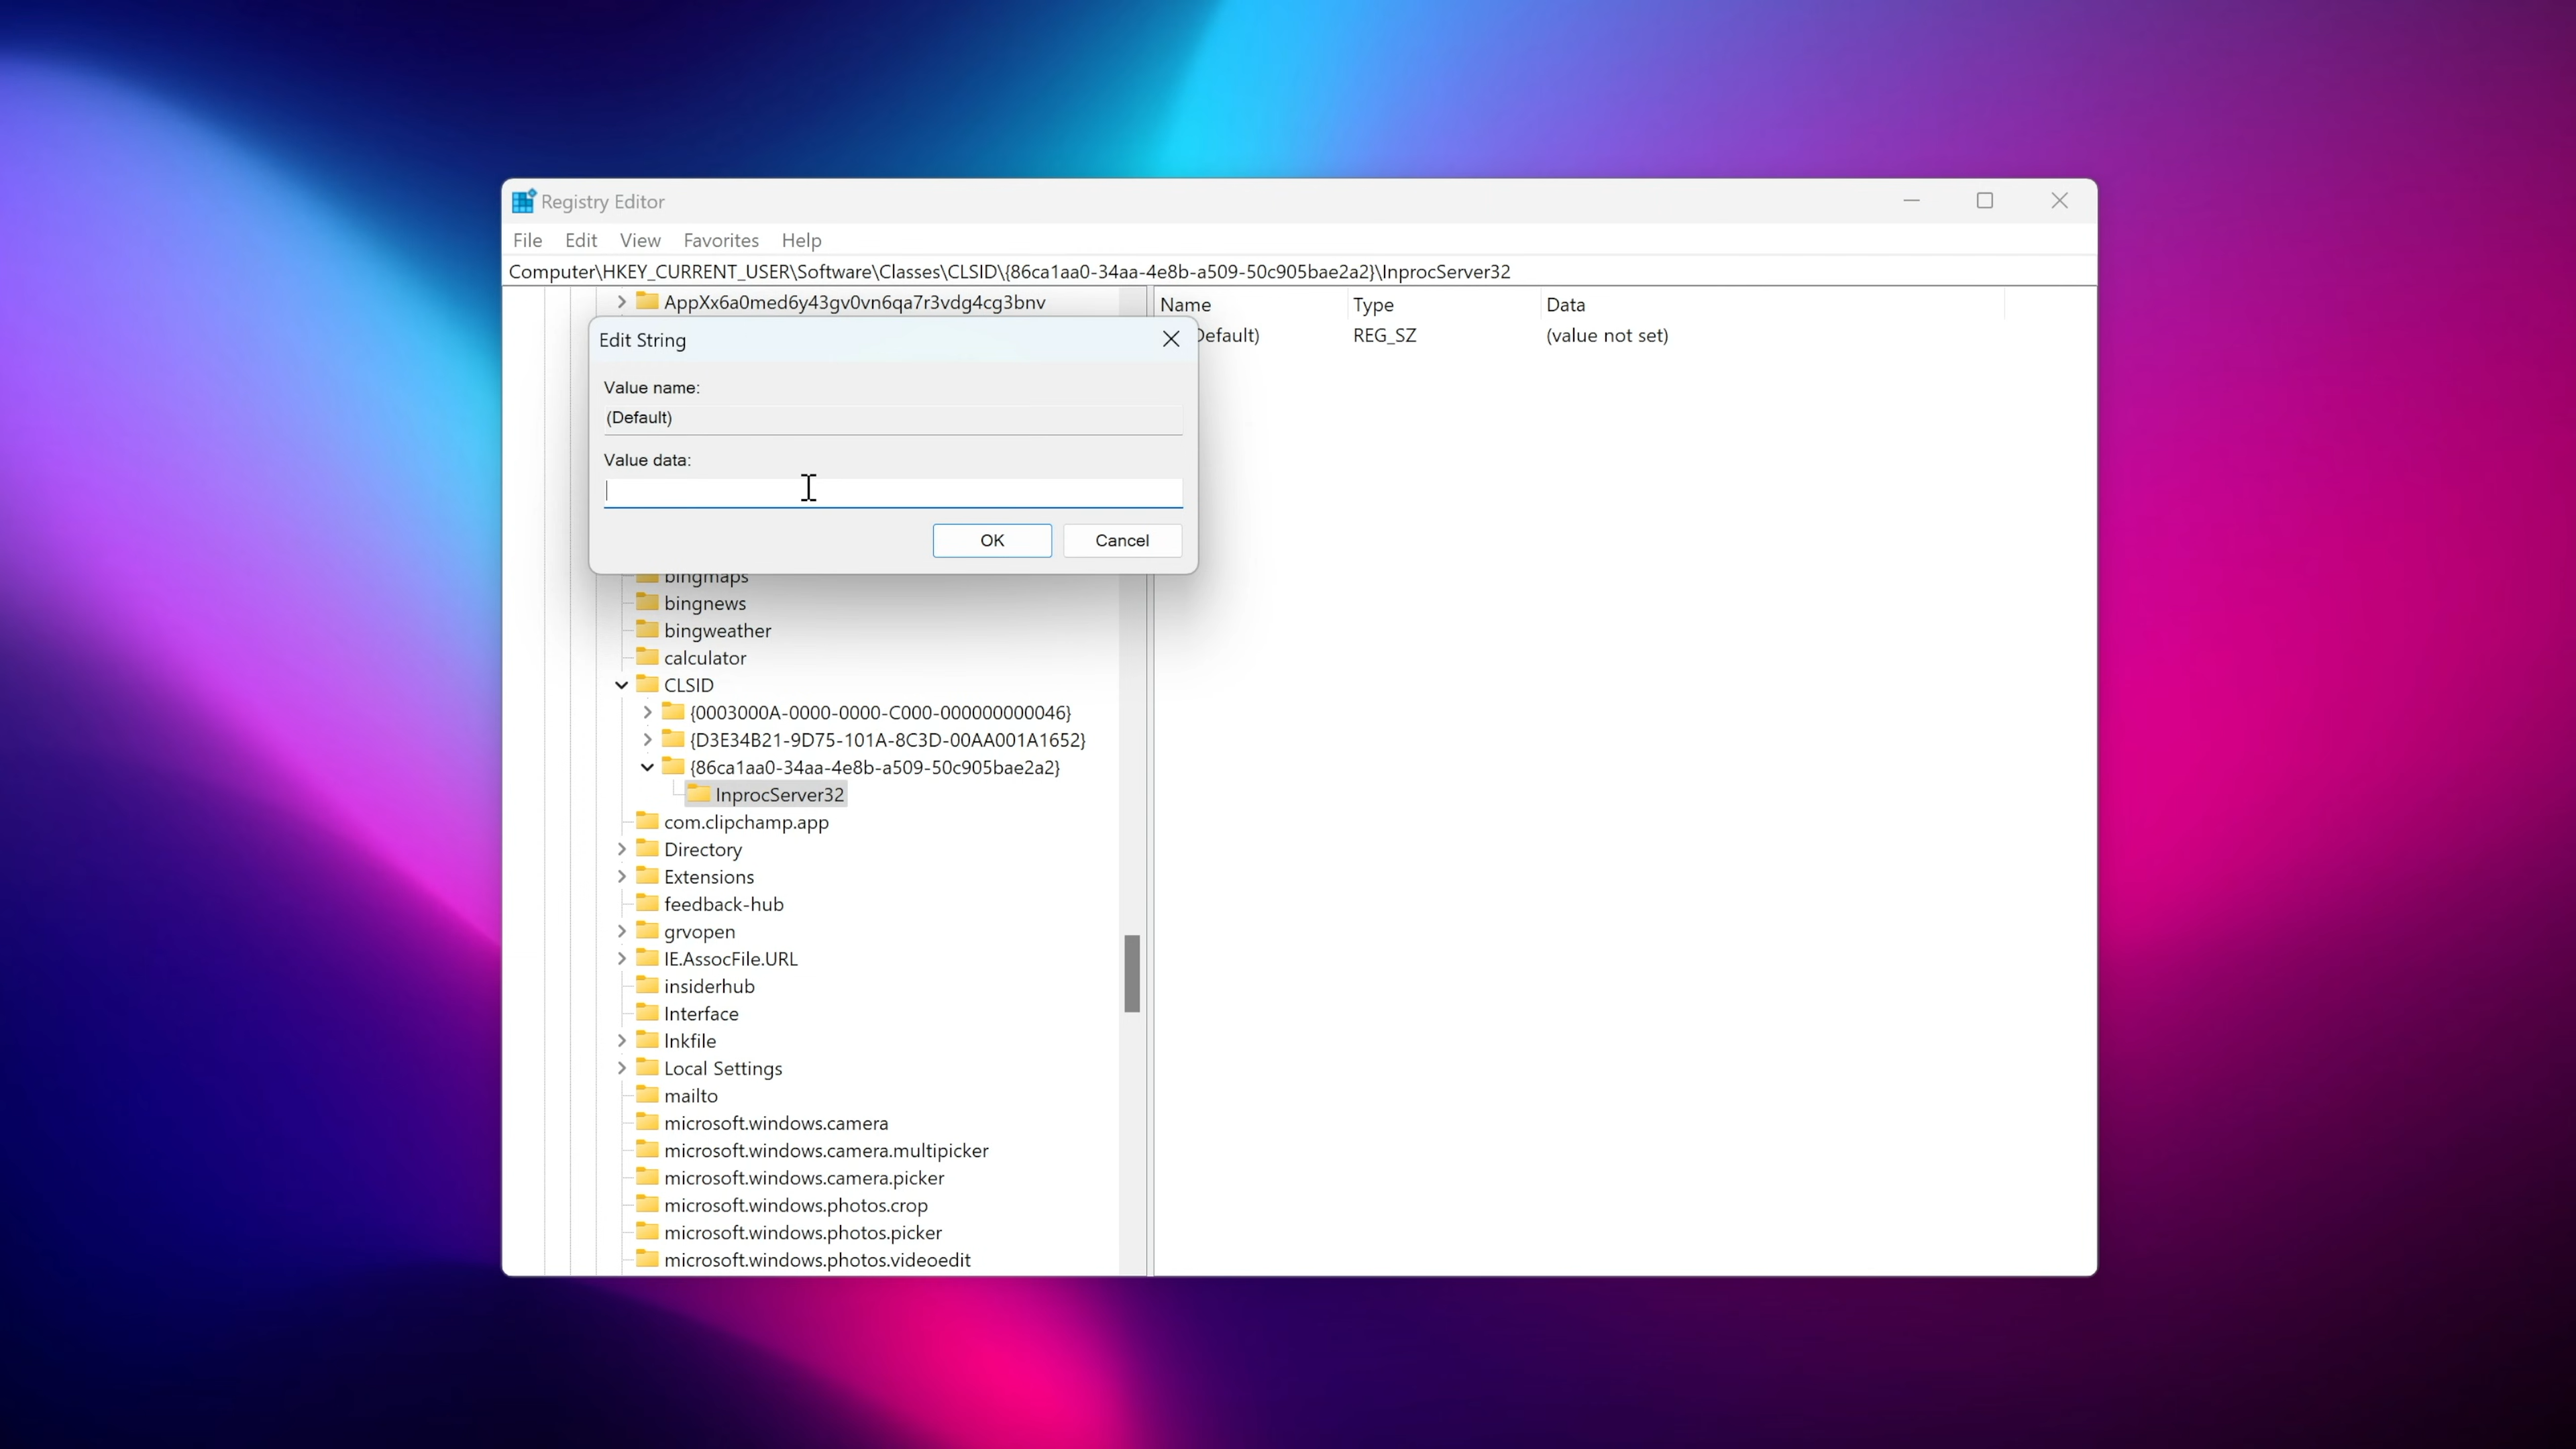 Registry Editor
File Edit View Favorites Help
Computer\HKEY_CURRENT_USER\Software\Classes\CLSID\{86ca1aa0-34aa-4e8b-a509-50c905bae2a2}\InprocServer32
AppXx6a0med6y43gv0vn6qa7r3vdg4cg3bnv
Name Type Data
Default) REG_SZ (value not set)
Edit String
Value name:
(Default)
Value data:
OK Cancel
bingmaps
bingnews
bingweather
calculator
CLSID
{0003000A-0000-0000-C000-000000000046}
{D3E34B21-9D75-101A-8C3D-00AA001A1652}
{86ca1aa0-34aa-4e8b-a509-50c905bae2a2}
InprocServer32
com.clipchamp.app
Directory
Extensions
feedback-hub
grvopen
IE.AssocFile.URL
insiderhub
Interface
lnkfile
Local Settings
mailto
microsoft.windows.camera
microsoft.windows.camera.multipicker
microsoft.windows.camera.picker
microsoft.windows.photos.crop
microsoft.windows.photos.picker
microsoft.windows.photos.videoedit